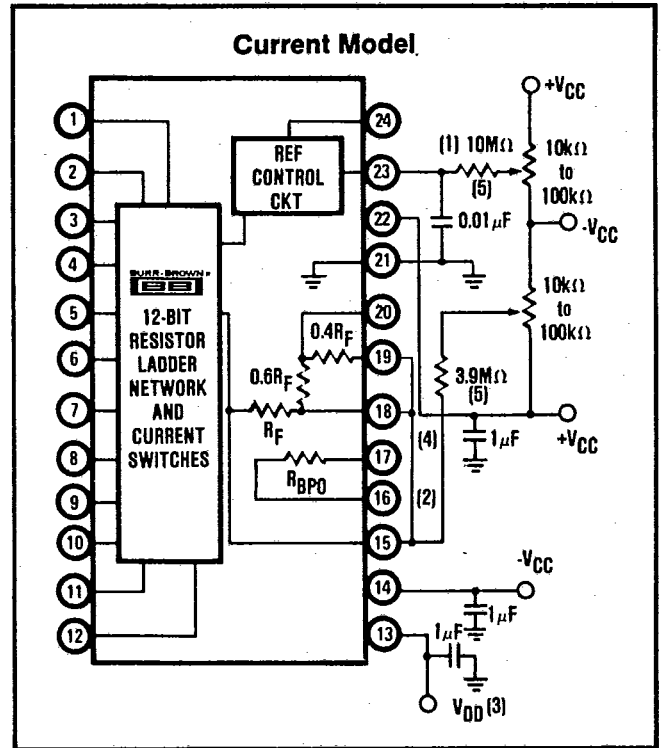 Current Model
1
2
3
4
5
6
7
8
9
10
11
12
BURR-BROWN®
BB
12-BIT
RESISTOR
LADDER
NETWORK
AND
CURRENT
SWITCHES
REF
CONTROL
CKT
0.4RF
0.6RF
RF
RBPO
24
23
22
21
20
19
18
17
16
15
14
13
(1) 10MΩ
(5)
0.01μF
+VCC
10kΩ
to
100kΩ
-VCC
10kΩ
to
100kΩ
3.9MΩ
(5)
(4)
(2)
1μF
+VCC
-VCC
1μF
1μF
VDD (3)